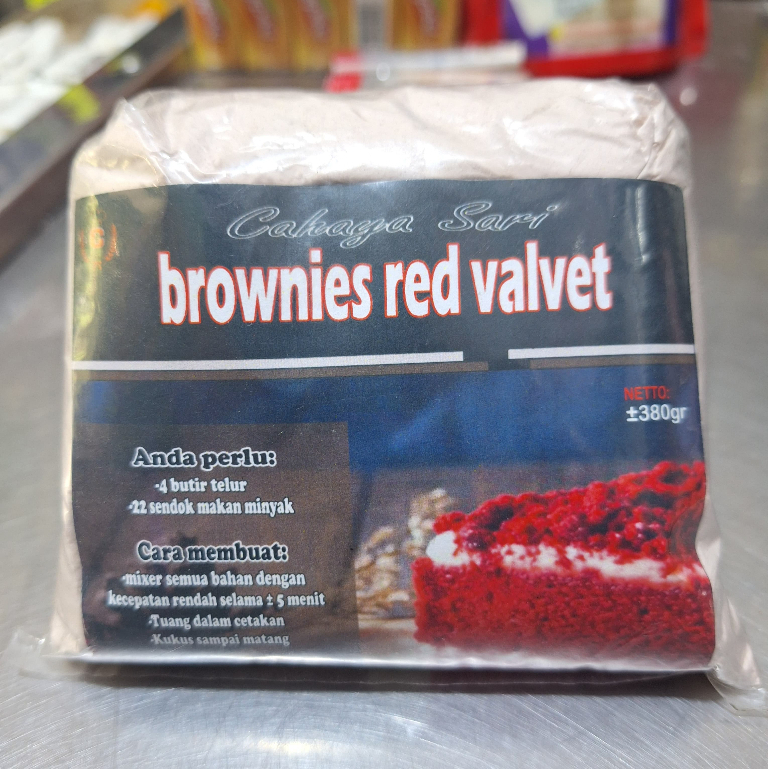 Cahaya Sari
brownies red valvet
NETTO:
±380gr
Anda perlu:
-4 butir telur
-22 sendok makan minyak
Cara membuat:
-mixer semua bahan dengan
kecepatan rendah selama ± 5 menit
-Tuang dalam cetakan
-Kukus sampai matang